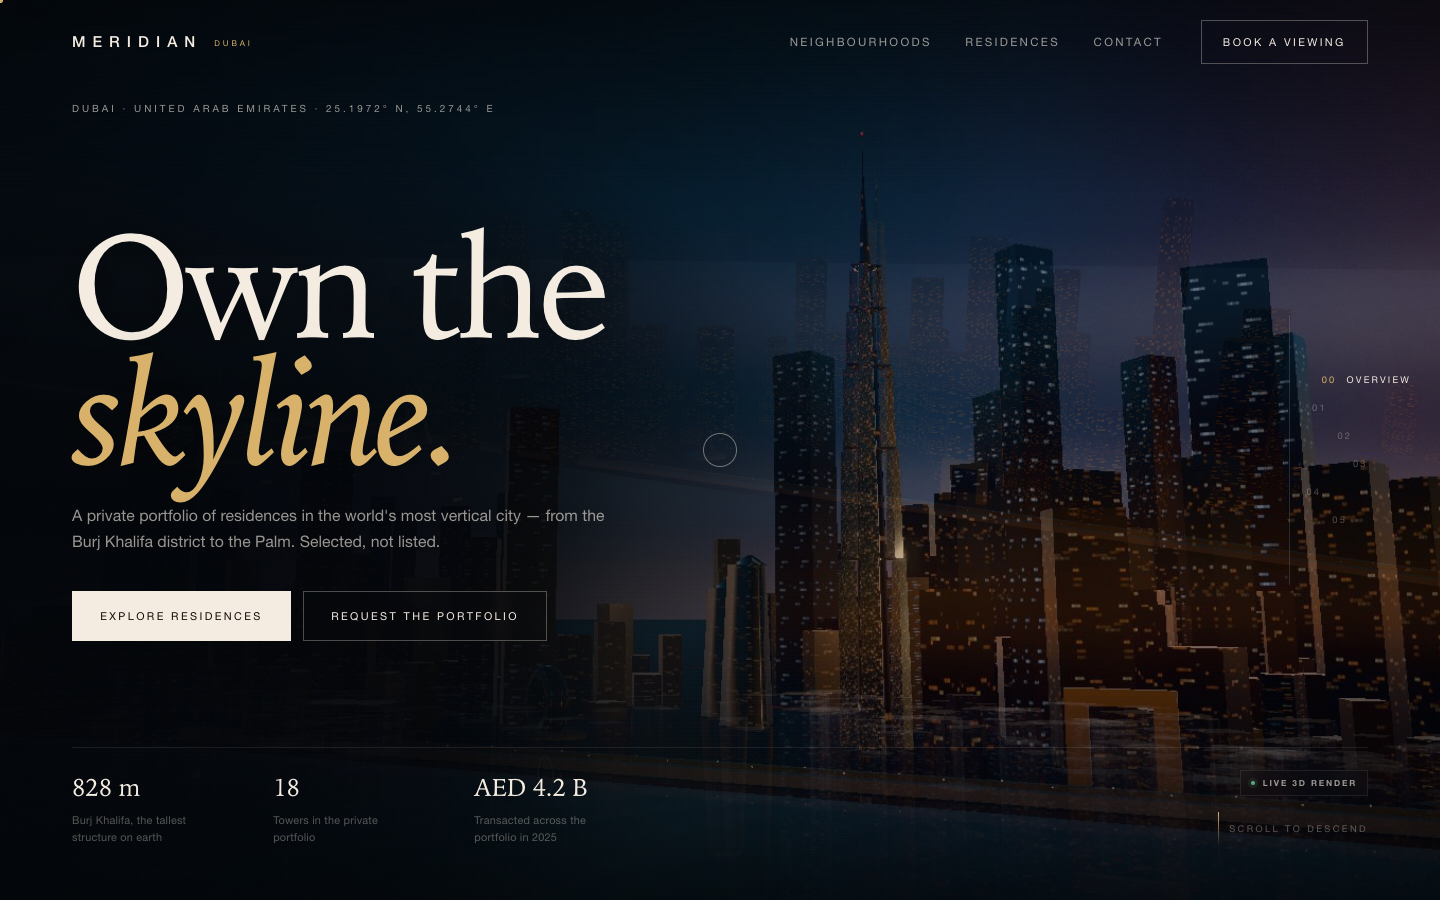 MERIDIAN DUBAI
NEIGHBOURHOODS RESIDENCES CONTACT BOOK A VIEWING
DUBAI · UNITED ARAB EMIRATES · 25.1972° N, 55.2744° E
Own the
skyline.
A private portfolio of residences in the world's most vertical city — from the
Burj Khalifa district to the Palm. Selected, not listed.
EXPLORE RESIDENCES REQUEST THE PORTFOLIO
00 OVERVIEW
01
02
03
04
05
828 m
Burj Khalifa, the tallest
structure on earth
18
Towers in the private
portfolio
AED 4.2 B
Transacted across the
portfolio in 2025
LIVE 3D RENDER
SCROLL TO DESCEND